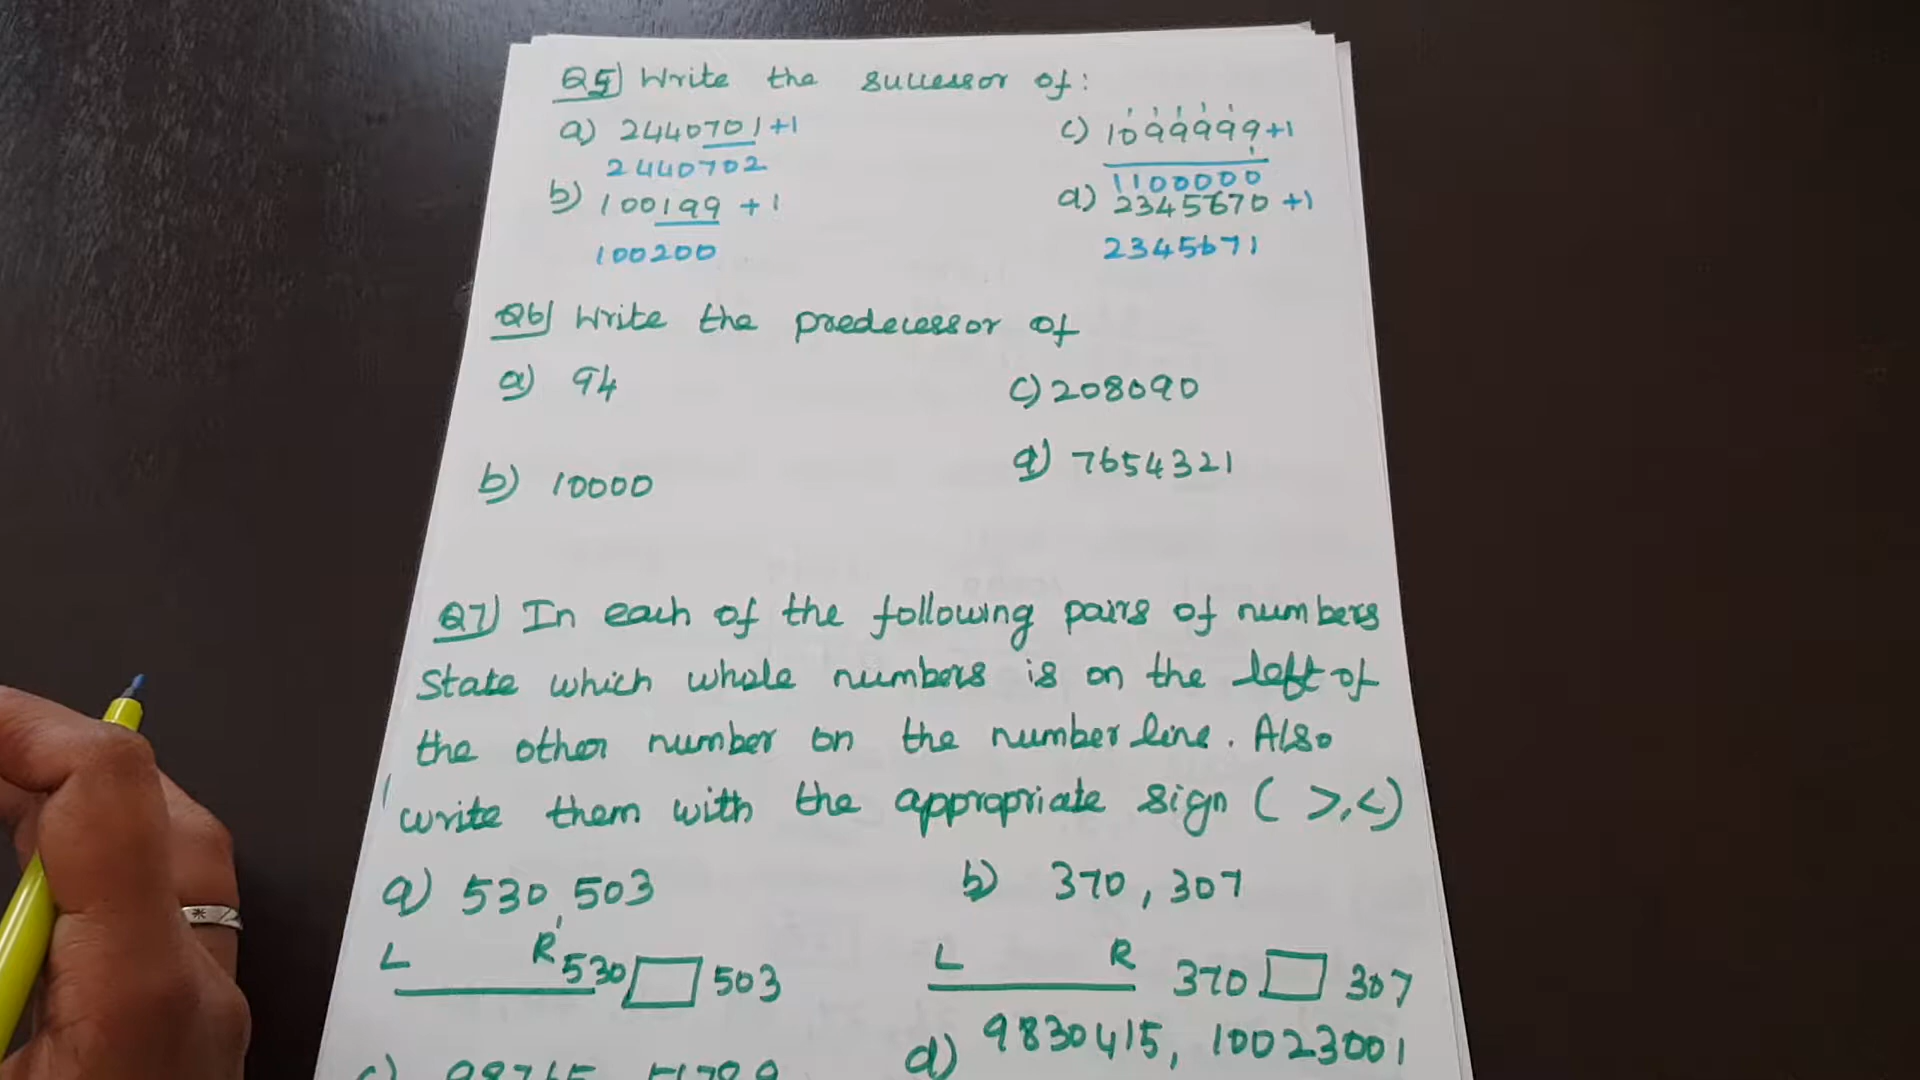 Q5) Write the successor of:
a) 2440701 +1
2440702
b) 100199 +1
100200
c) 1099999 +1
1100000
d) 2345670 +1
2345671
Q6) Write the predecessor of
a) 94
b) 10000
c) 208090
d) 7654321
Q7) In each of the following pairs of numbers
State which whole numbers is on the left of
the other number on the number line. Also
write them with the appropriate sign ( >,<)
a) 530, 503
L R 530 503
b) 370, 307
L R 370 307
c)
d) 9830415, 10023001